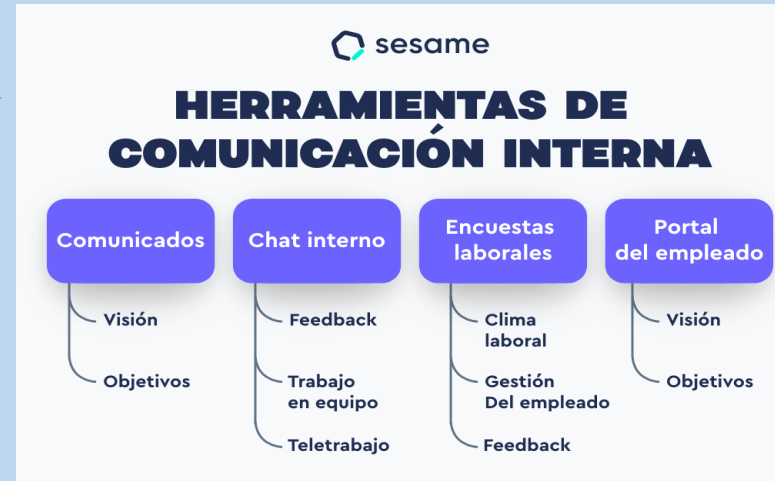 sesame
HERRAMIENTAS DE
COMUNICACIÓN INTERNA
Comunicados
Visión
Objetivos
Chat interno
Feedback
Trabajo
en equipo
Teletrabajo
Encuestas
laborales
Clima
laboral
Gestión
Del empleado
Feedback
Portal
del empleado
Visión
Objetivos